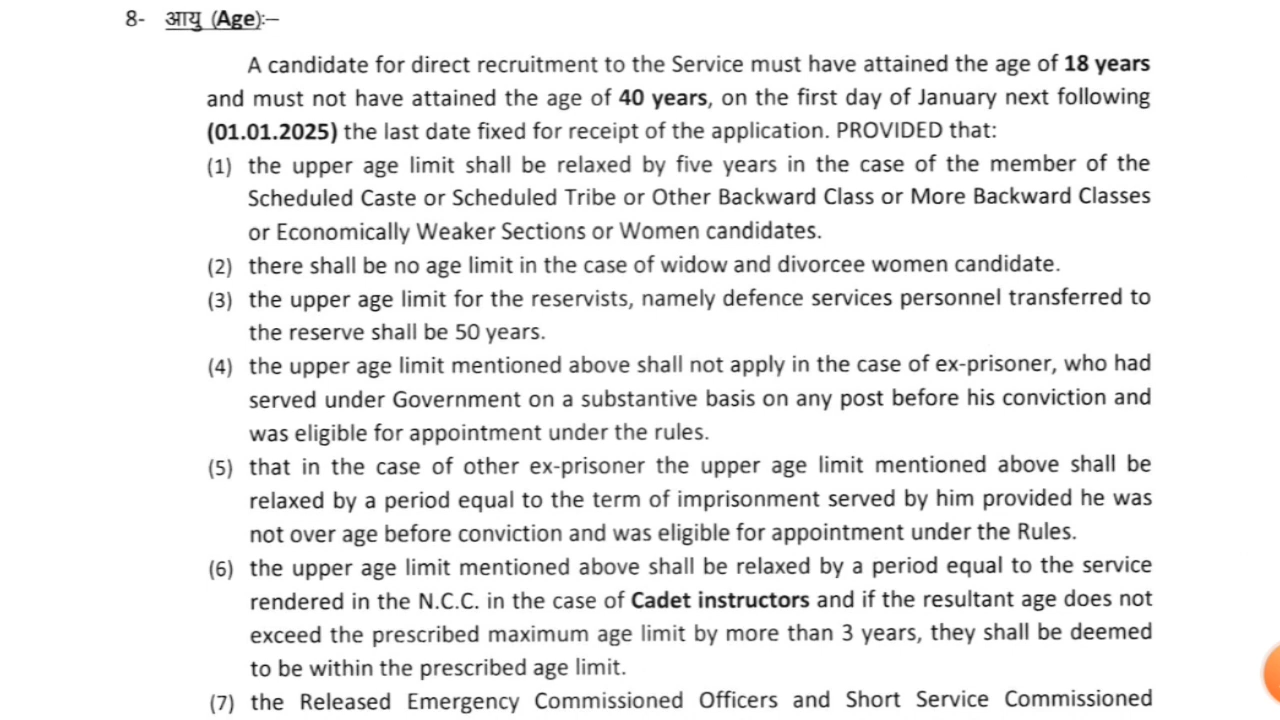 8- आयु (Age):–
A candidate for direct recruitment to the Service must have attained the age of 18 years
and must not have attained the age of 40 years, on the first day of January next following
(01.01.2025) the last date fixed for receipt of the application. PROVIDED that:
(1) the upper age limit shall be relaxed by five years in the case of the member of the
Scheduled Caste or Scheduled Tribe or Other Backward Class or More Backward Classes
or Economically Weaker Sections or Women candidates.
(2) there shall be no age limit in the case of widow and divorcee women candidate.
(3) the upper age limit for the reservists, namely defence services personnel transferred to
the reserve shall be 50 years.
(4) the upper age limit mentioned above shall not apply in the case of ex-prisoner, who had
served under Government on a substantive basis on any post before his conviction and
was eligible for appointment under the rules.
(5) that in the case of other ex-prisoner the upper age limit mentioned above shall be
relaxed by a period equal to the term of imprisonment served by him provided he was
not over age before conviction and was eligible for appointment under the Rules.
(6) the upper age limit mentioned above shall be relaxed by a period equal to the service
rendered in the N.C.C. in the case of Cadet instructors and if the resultant age does not
exceed the prescribed maximum age limit by more than 3 years, they shall be deemed
to be within the prescribed age limit.
(7) the Released Emergency Commissioned Officers and Short Service Commissioned